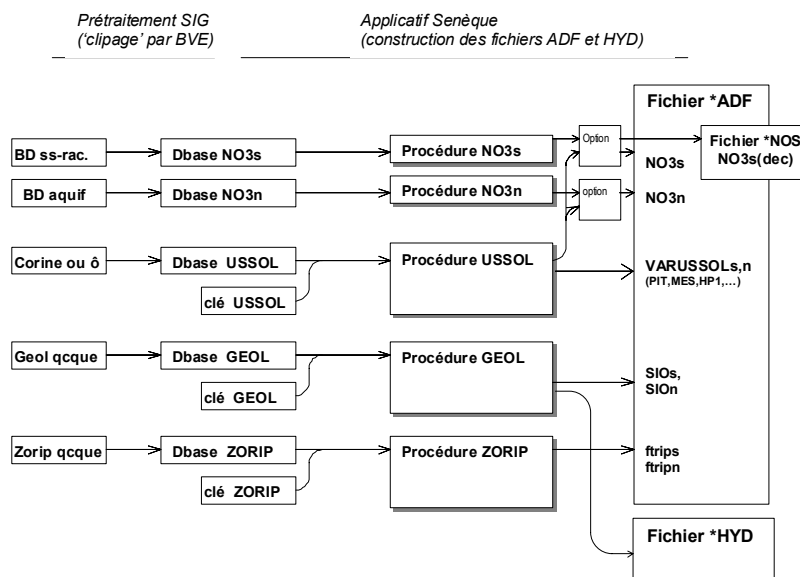 Prétraitement SIG
('clipage' par BVE)
Applicatif Senèque
(construction des fichiers ADF et HYD)
Fichier *ADF
BD ss-rac.
Dbase NO3s
Procédure NO3s
Option
NO3s
Fichier *NOS
NO3s(dec)
BD aquif
Dbase NO3n
Procédure NO3n
option
NO3n
Corine ou ô
Dbase USSOL
clé USSOL
Procédure USSOL
VARUSSOLs,n
(PIT,MES,HP1,...)
Geol qcque
Dbase GEOL
clé GEOL
Procédure GEOL
SIOs,
SIOn
Zorip qcque
Dbase ZORIP
clé ZORIP
Procédure ZORIP
ftrips
ftripn
Fichier *HYD